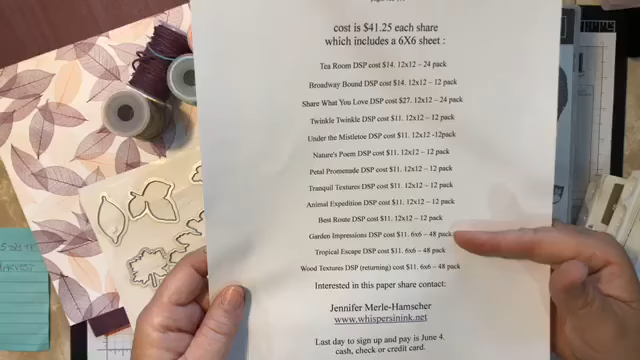 cost is $41.25 each share
which includes a 6X6 sheet :
Tea Room DSP cost $14. 12x12 – 24 pack
Broadway Bound DSP cost $14. 12x12 – 12 pack
Share What You Love DSP cost $27. 12x12 – 24 pack
Twinkle Twinkle DSP cost $11. 12x12 – 12 pack
Under the Mistletoe DSP cost $11. 12x12 -12pack
Nature's Poem DSP cost $11. 12x12 – 12 pack
Petal Promenade DSP cost $11. 12x12 – 12 pack
Tranquil Textures DSP cost $11. 12x12 – 12 pack
Animal Expedition DSP cost $11. 12x12 – 12 pack
Best Route DSP cost $11. 12x12 – 12 pack
Garden Impressions DSP cost $11. 6x6 – 48 pack
Tropical Escape DSP cost $11. 6x6 – 48 pack
Wood Textures DSP (returning) cost $11. 6x6 – 48 pack
Interested in this paper share contact:
Jennifer Merle-Hamscher
www.whispersinink.net
Last day to sign up and pay is June 4.
cash, check or credit card.